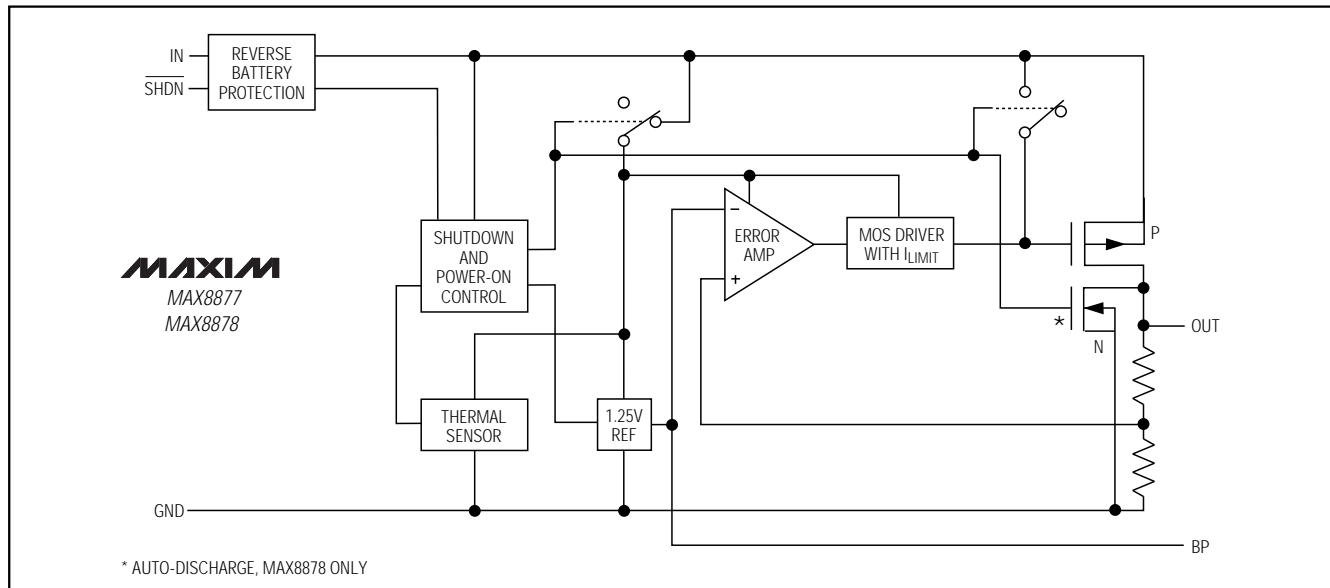 IN
SHDN
REVERSE
BATTERY
PROTECTION
SHUTDOWN
AND
POWER-ON
CONTROL
−
ERROR
AMP
+
MOS DRIVER
WITH ILIMIT
P
MAXIM
MAX8877
MAX8878
*
N
OUT
THERMAL
SENSOR
1.25V
REF
GND
BP
* AUTO-DISCHARGE, MAX8878 ONLY